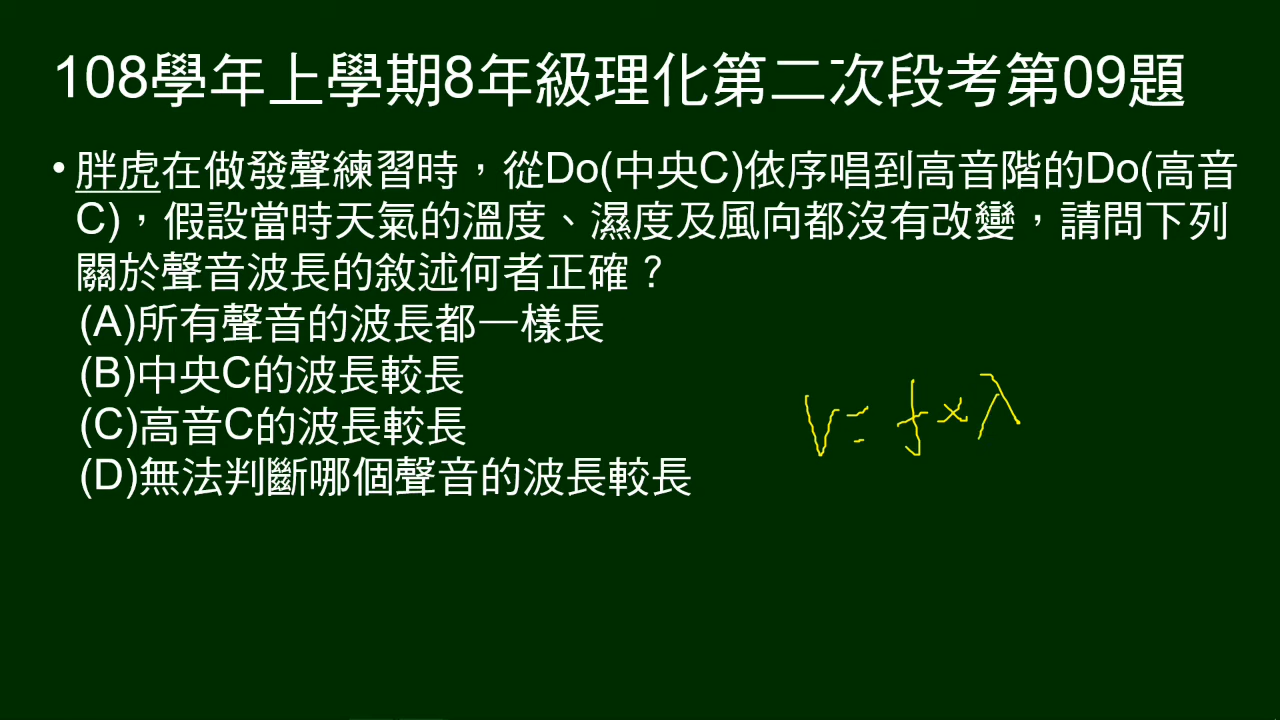 108學年上學期8年級理化第二次段考第09題
• 胖虎在做發聲練習時，從Do(中央C)依序唱到高音階的Do(高音
C)，假設當時天氣的溫度、濕度及風向都沒有改變，請問下列
關於聲音波長的敘述何者正確？
(A)所有聲音的波長都一樣長
(B)中央C的波長較長
(C)高音C的波長較長
(D)無法判斷哪個聲音的波長較長
V = f × λ